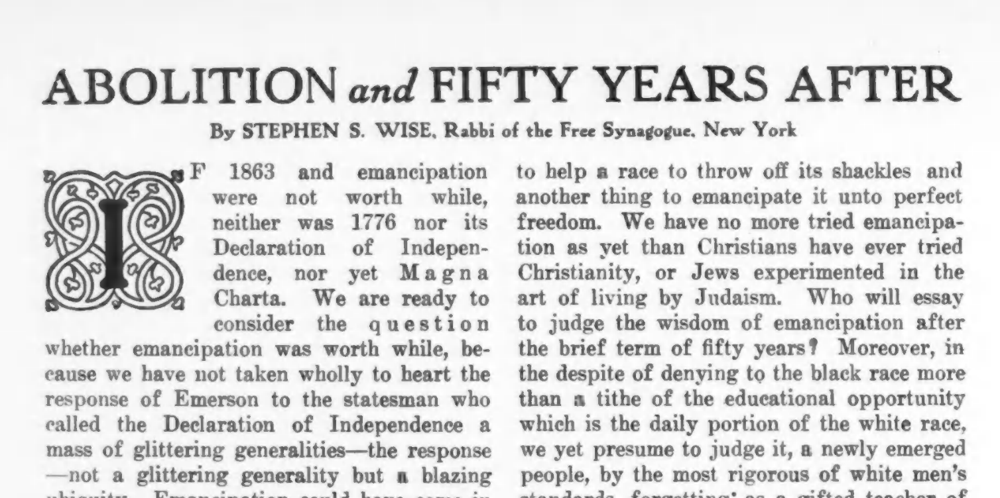 ABOLITION and FIFTY YEARS AFTER
By STEPHEN S. WISE, Rabbi of the Free Synagogue, New York
IF 1863 and emancipation
were not worth while,
neither was 1776 nor its
Declaration of Indepen-
dence, nor yet Magna
Charta. We are ready to
consider the question
whether emancipation was worth while, be-
cause we have not taken wholly to heart the
response of Emerson to the statesman who
called the Declaration of Independence a
mass of glittering generalities—the response
—not a glittering generality but a blazing
ubiquity. Emancipation could have come in
to help a race to throw off its shackles and
another thing to emancipate it unto perfect
freedom. We have no more tried emancipa-
tion as yet than Christians have ever tried
Christianity, or Jews experimented in the
art of living by Judaism. Who will essay
to judge the wisdom of emancipation after
the brief term of fifty years? Moreover, in
the despite of denying to the black race more
than a tithe of the educational opportunity
which is the daily portion of the white race,
we yet presume to judge it, a newly emerged
people, by the most rigorous of white men's
standards, forgetting, as a gifted teacher of